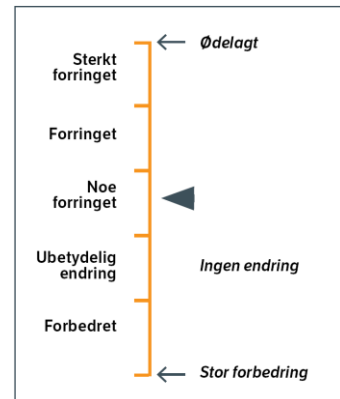 Ødelagt
Sterkt
forringet
Forringet
Noe
forringet
Ubetydelig
endring
Ingen endring
Forbedret
Stor forbedring